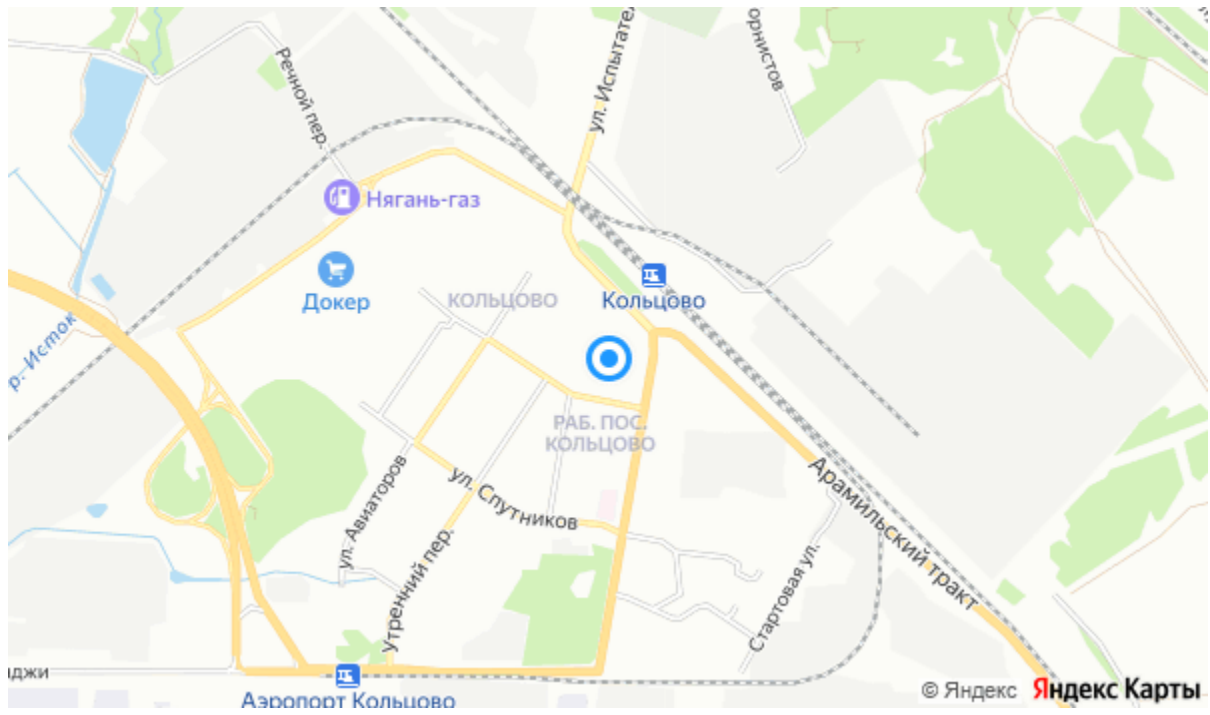 Речной пер.
ул. Испытател
орнистов
Нягань-газ
Докер
КОЛЬЦОВО
Кольцово
р. Исток
РАБ. ПОС.
КОЛЬЦОВО
ул. Авиаторов
ул. Спутников
Утренний пер.
Арамильский тракт
Стартовая ул.
аджи
Аэропорт Кольцово
© Яндекс Яндекс Карты